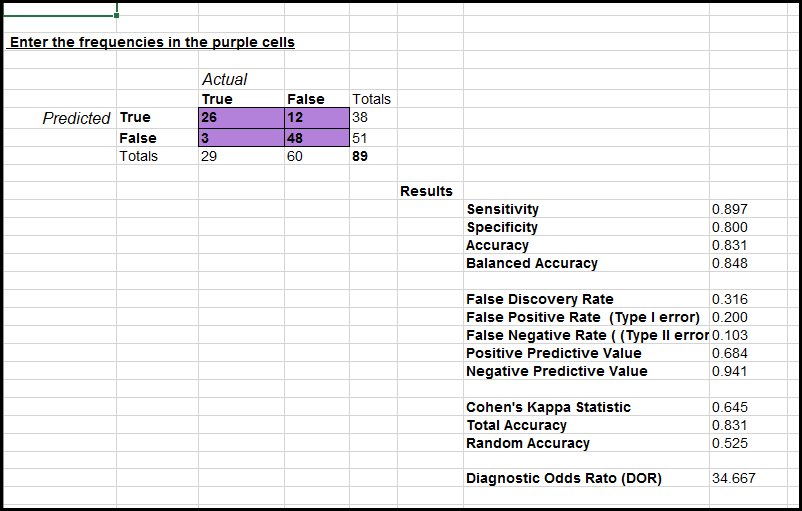 Enter the frequencies in the purple cells
Actual
True False Totals
Predicted True 26 12 38
False 3 48 51
Totals 29 60 89
Results
Sensitivity 0.897
Specificity 0.800
Accuracy 0.831
Balanced Accuracy 0.848
False Discovery Rate 0.316
False Positive Rate (Type I error) 0.200
False Negative Rate ( (Type II error 0.103
Positive Predictive Value 0.684
Negative Predictive Value 0.941
Cohen's Kappa Statistic 0.645
Total Accuracy 0.831
Random Accuracy 0.525
Diagnostic Odds Rato (DOR) 34.667